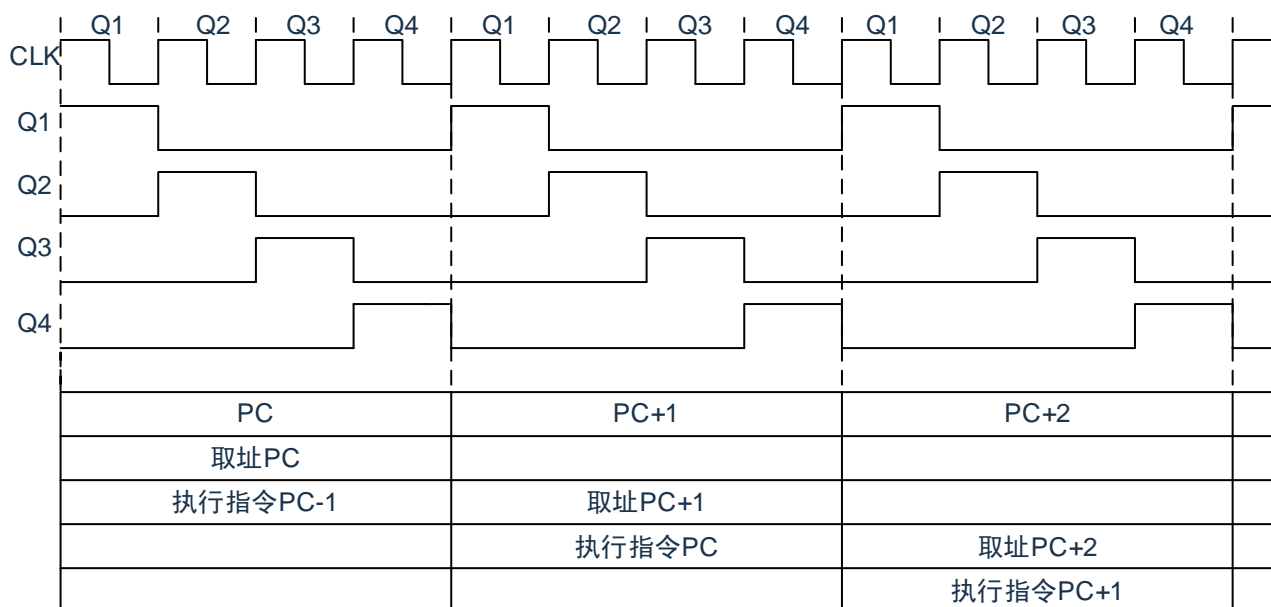 Q1 Q2 Q3 Q4 Q1 Q2 Q3 Q4 Q1 Q2 Q3 Q4
CLK
Q1
Q2
Q3
Q4
PC PC+1 PC+2
取址PC
执行指令PC-1 取址PC+1
执行指令PC 取址PC+2
执行指令PC+1